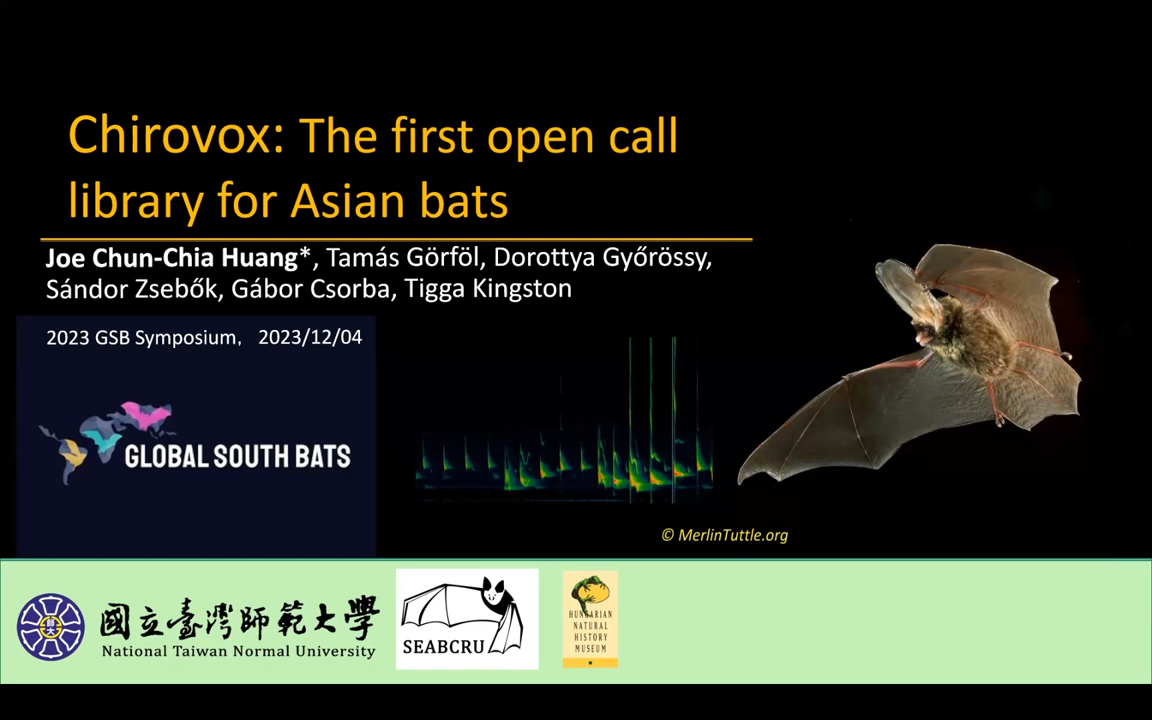 Chirovox: The first open call
library for Asian bats
Joe Chun-Chia Huang*, Tamás Görföl, Dorottya Győrössy,
Sándor Zsebők, Gábor Csorba, Tigga Kingston
2023 GSB Symposium, 2023/12/04
GLOBAL SOUTH BATS
© MerlinTuttle.org
師大
國立臺灣師範大學
National Taiwan Normal University
SEABCRU
HUNGARIAN
NATURAL
HISTORY
MUSEUM